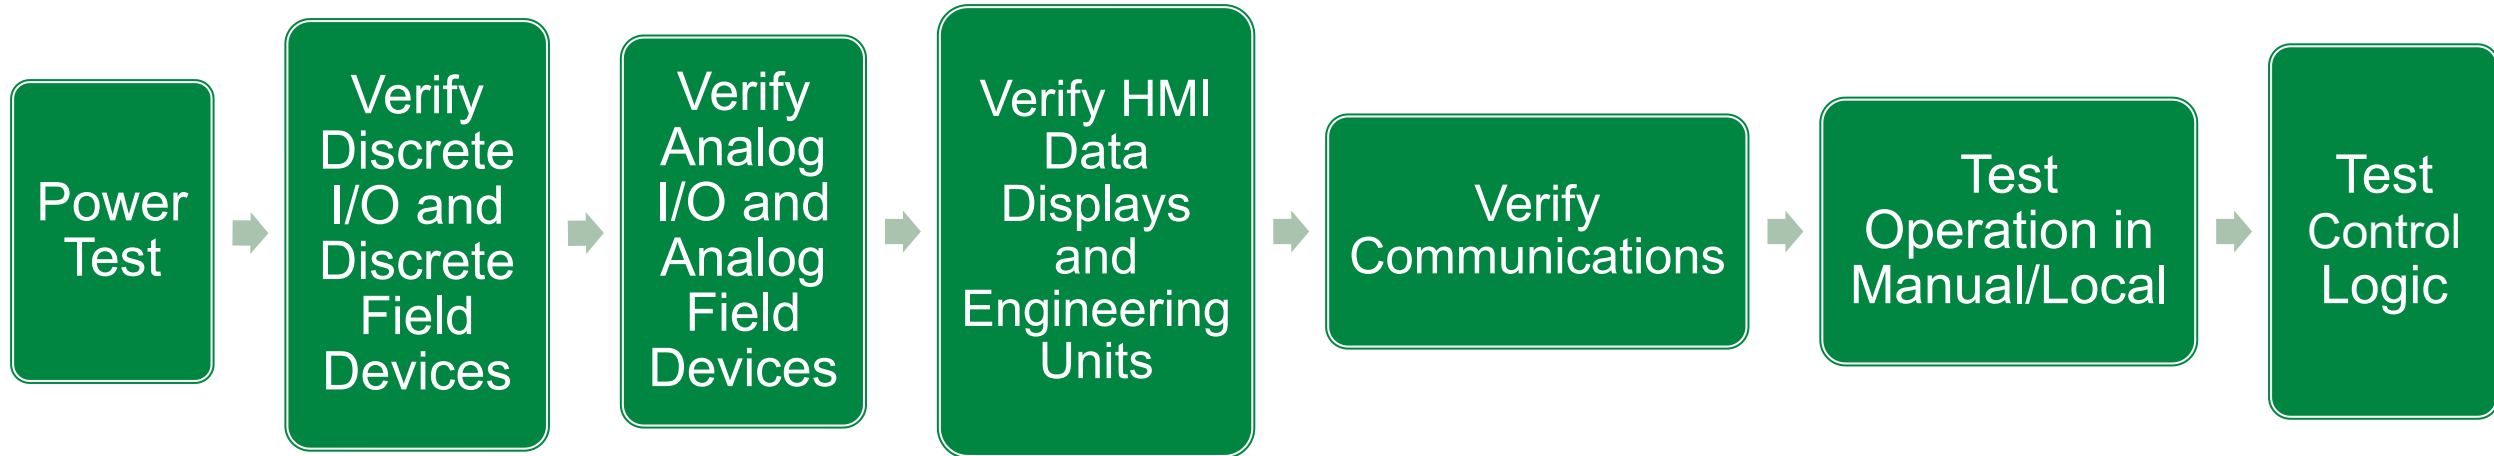 Power
Test
Verify
Discrete
I/O and
Discrete
Field
Devices
Verify
Analog
I/O and
Analog
Field
Devices
Verify HMI
Data
Displays
and
Engineering
Units
Verify
Communications
Test
Operation in
Manual/Local
Test
Control
Logic